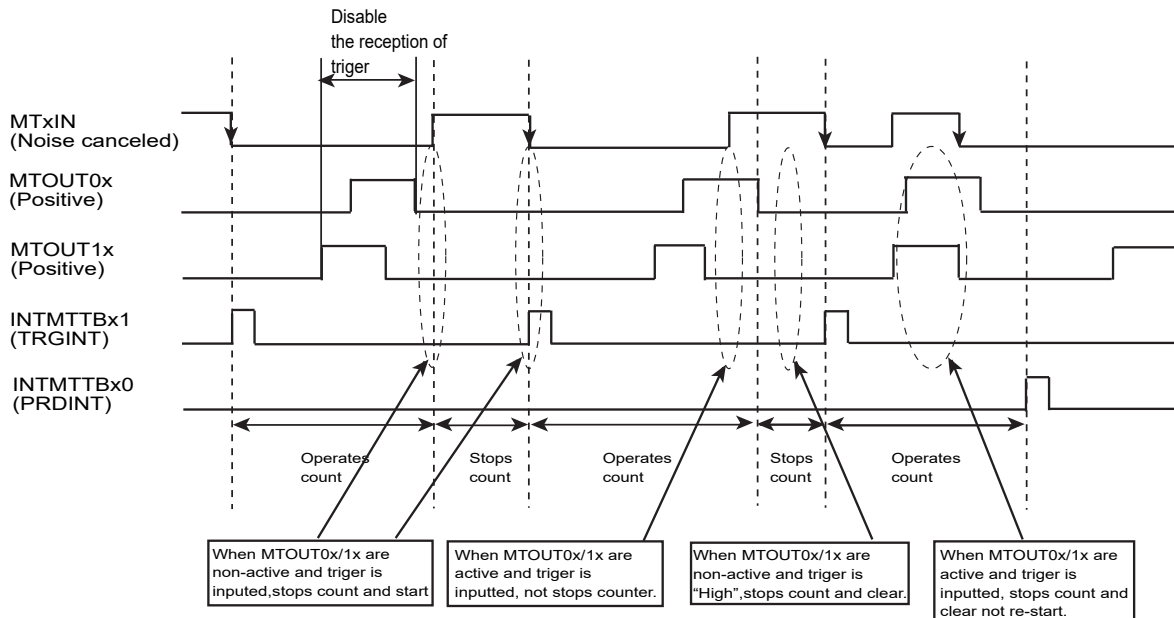 Disable
the reception of
triger
MTxIN
(Noise canceled)
MTOUT0x
(Positive)
MTOUT1x
(Positive)
INTMTTBx1
(TRGINT)
INTMTTBx0
(PRDINT)
Operates
count
Stops
count
Operates
count
Stops
count
Operates
count
When MTOUT0x/1x are
non-active and triger is
inputed,stops count and start
When MTOUT0x/1x are
active and triger is
inputted, not stops counter.
When MTOUT0x/1x are
non-active and triger is
“High”,stops count and clear.
When MTOUT0x/1x are
active and triger is
inputted, stops count and
clear not re-start.